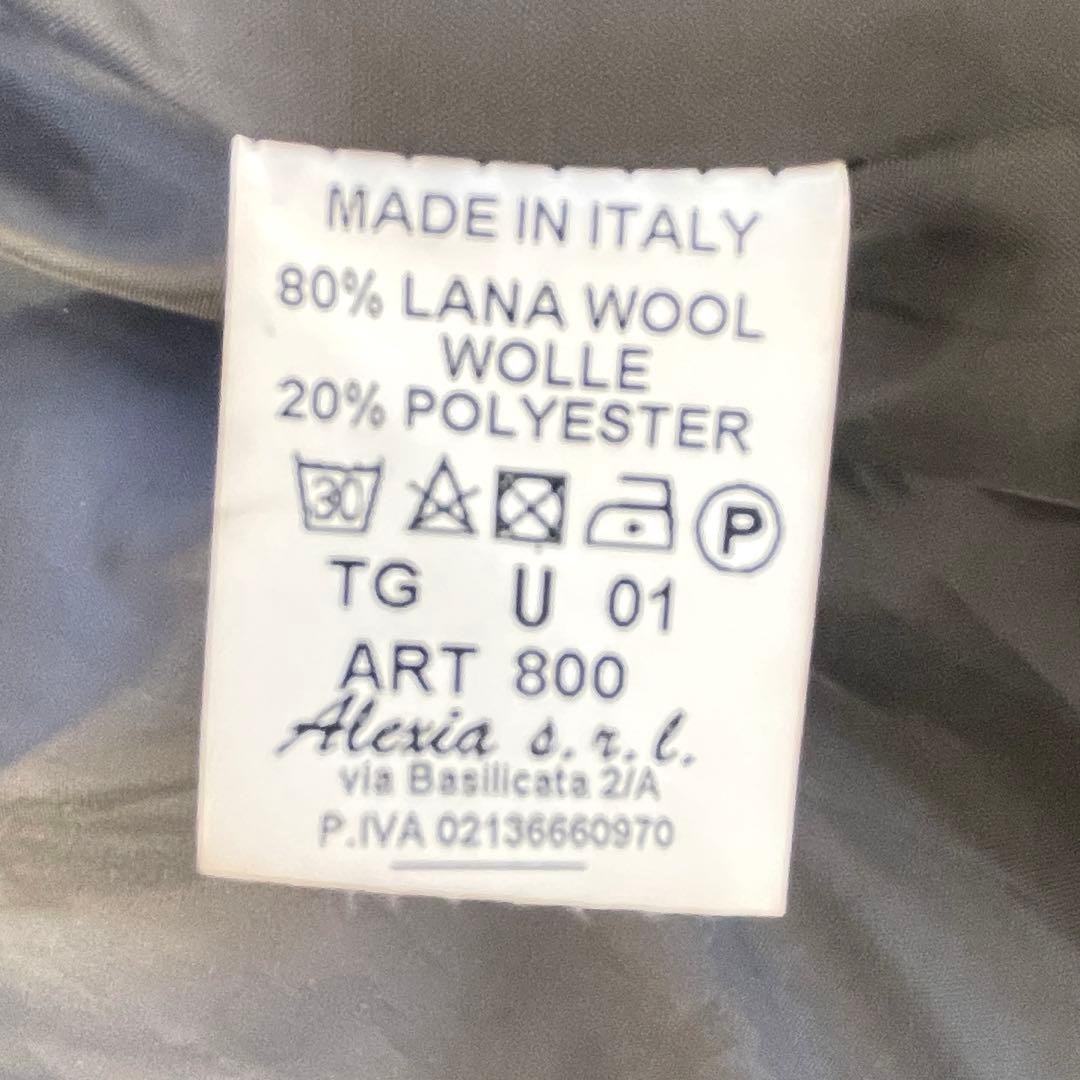 MADE IN ITALY
80% LANA WOOL
WOLLE
20% POLYESTER
30 P
TG U 01
ART 800
Alexia s.r.l.
via Basilicata 2/A
P.IVA 02136660970